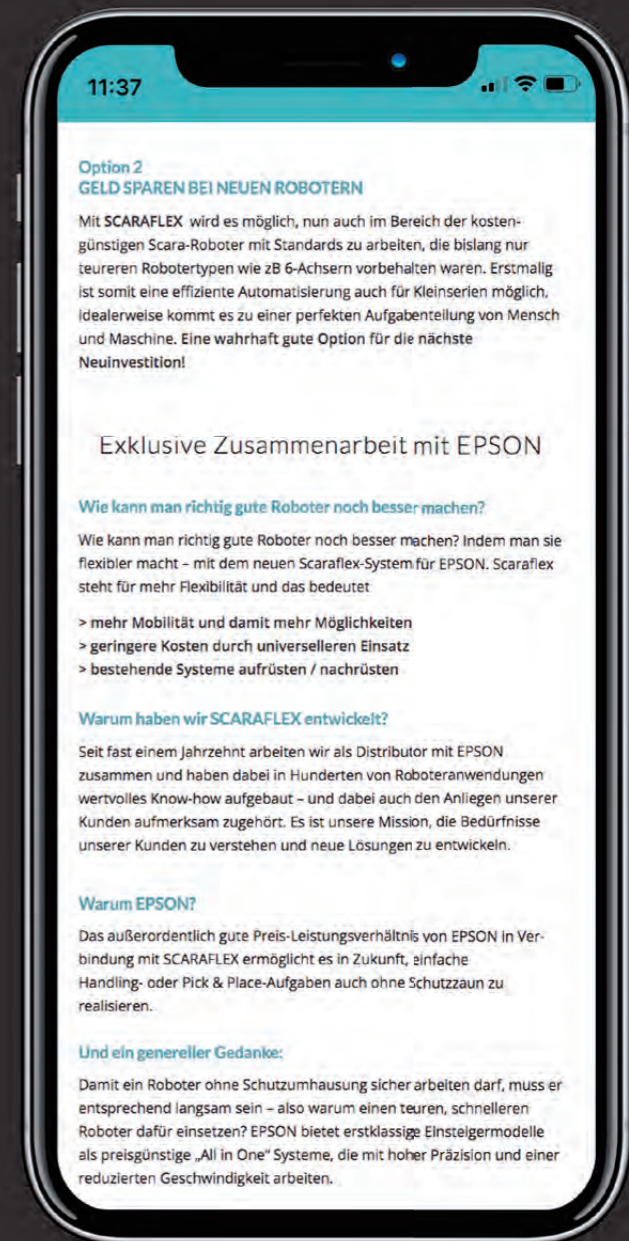 11:37
Option 2
GELD SPAREN BEI NEUEN ROBOTERN
Mit SCARAFLEX wird es möglich, nun auch im Bereich der kosten-
günstigen Scara-Roboter mit Standards zu arbeiten, die bislang nur
teureren Robotertypen wie zB 6-Achsern vorbehalten waren. Erstmalig
ist somit eine effiziente Automatisierung auch für Kleinserien möglich,
idealerweise kommt es zu einer perfekten Aufgabenteilung von Mensch
und Maschine. Eine wahrhaft gute Option für die nächste
Neuinvestition!
Exklusive Zusammenarbeit mit EPSON
Wie kann man richtig gute Roboter noch besser machen?
Wie kann man richtig gute Roboter noch besser machen? Indem man sie
flexibler macht – mit dem neuen Scaraflex-System für EPSON. Scaraflex
steht für mehr Flexibilität und das bedeutet
> mehr Mobilität und damit mehr Möglichkeiten
> geringere Kosten durch universelleren Einsatz
> bestehende Systeme aufrüsten / nachrüsten
Warum haben wir SCARAFLEX entwickelt?
Seit fast einem Jahrzehnt arbeiten wir als Distributor mit EPSON
zusammen und haben dabei in Hunderten von Roboteranwendungen
wertvolles Know-how aufgebaut – und dabei auch den Anliegen unserer
Kunden aufmerksam zugehört. Es ist unsere Mission, die Bedürfnisse
unserer Kunden zu verstehen und neue Lösungen zu entwickeln.
Warum EPSON?
Das außerordentlich gute Preis-Leistungsverhältnis von EPSON in Ver-
bindung mit SCARAFLEX ermöglicht es in Zukunft, einfache
Handling- oder Pick & Place-Aufgaben auch ohne Schutzzaun zu
realisieren.
Und ein genereller Gedanke:
Damit ein Roboter ohne Schutzumhausung sicher arbeiten darf, muss er
entsprechend langsam sein – also warum einen teuren, schnelleren
Roboter dafür einsetzen? EPSON bietet erstklassige Einsteigermodelle
als preisgünstige „All in One“ Systeme, die mit hoher Präzision und einer
reduzierten Geschwindigkeit arbeiten.